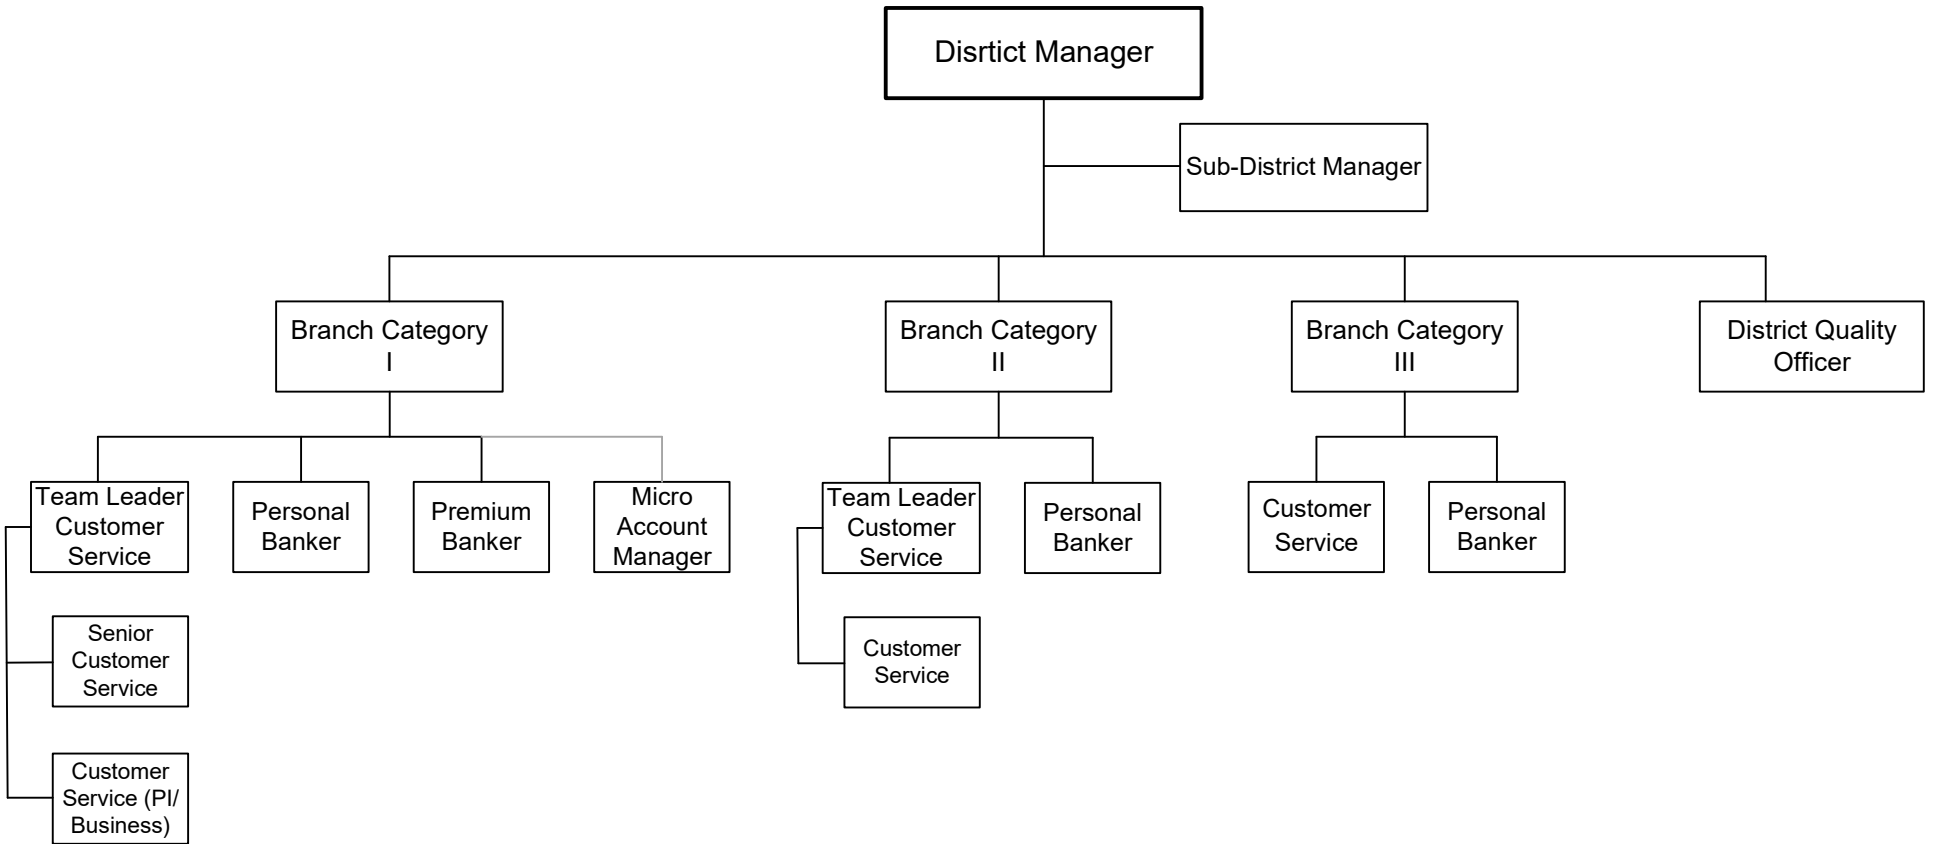 Disrtict Manager
Sub-District Manager
Branch Category
I
Branch Category
II
Branch Category
III
District Quality
Officer
Team Leader
Customer
Service
Personal
Banker
Premium
Banker
Micro
Account
Manager
Team Leader
Customer
Service
Personal
Banker
Customer
Service
Personal
Banker
Senior
Customer
Service
Customer
Service
Customer
Service (PI/
Business)